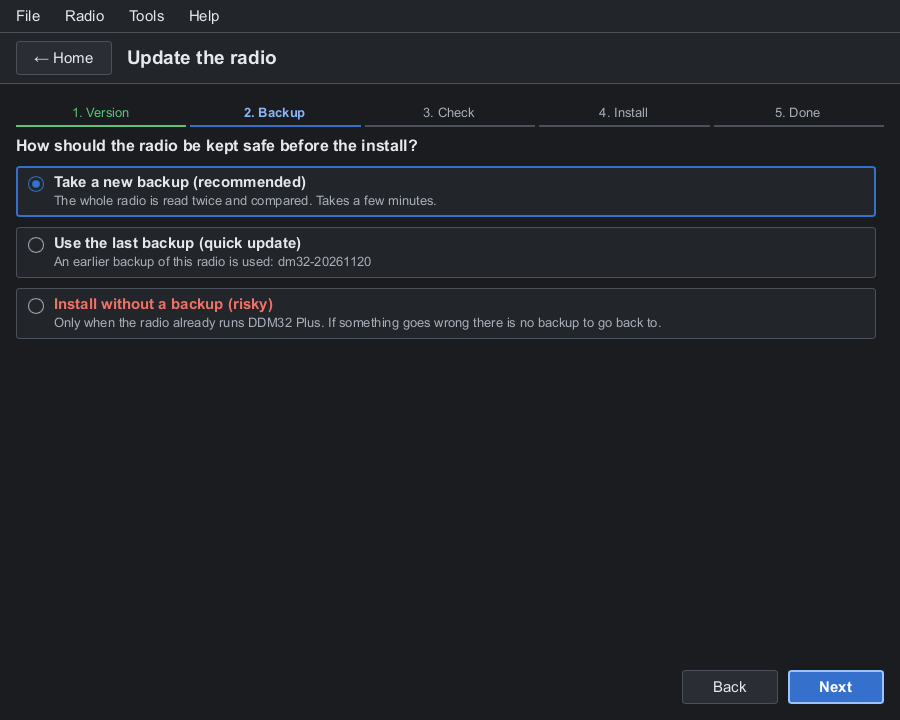 File Radio Tools Help
← Home Update the radio
1. Version 2. Backup 3. Check 4. Install 5. Done
How should the radio be kept safe before the install?
Take a new backup (recommended)
The whole radio is read twice and compared. Takes a few minutes.
Use the last backup (quick update)
An earlier backup of this radio is used: dm32-20261120
Install without a backup (risky)
Only when the radio already runs DDM32 Plus. If something goes wrong there is no backup to go back to.
Back Next